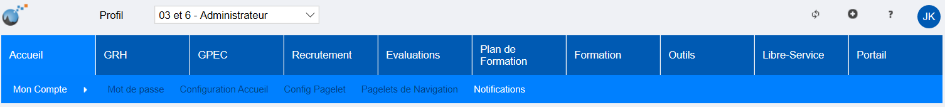 Profil 03 et 6 - Administrateur ? JK
Accueil GRH GPEC Recrutement Evaluations Plan de Formation Formation Outils Libre-Service Portail
Mon Compte Mot de passe Configuration Accueil Config Pagelet Pagelets de Navigation Notifications